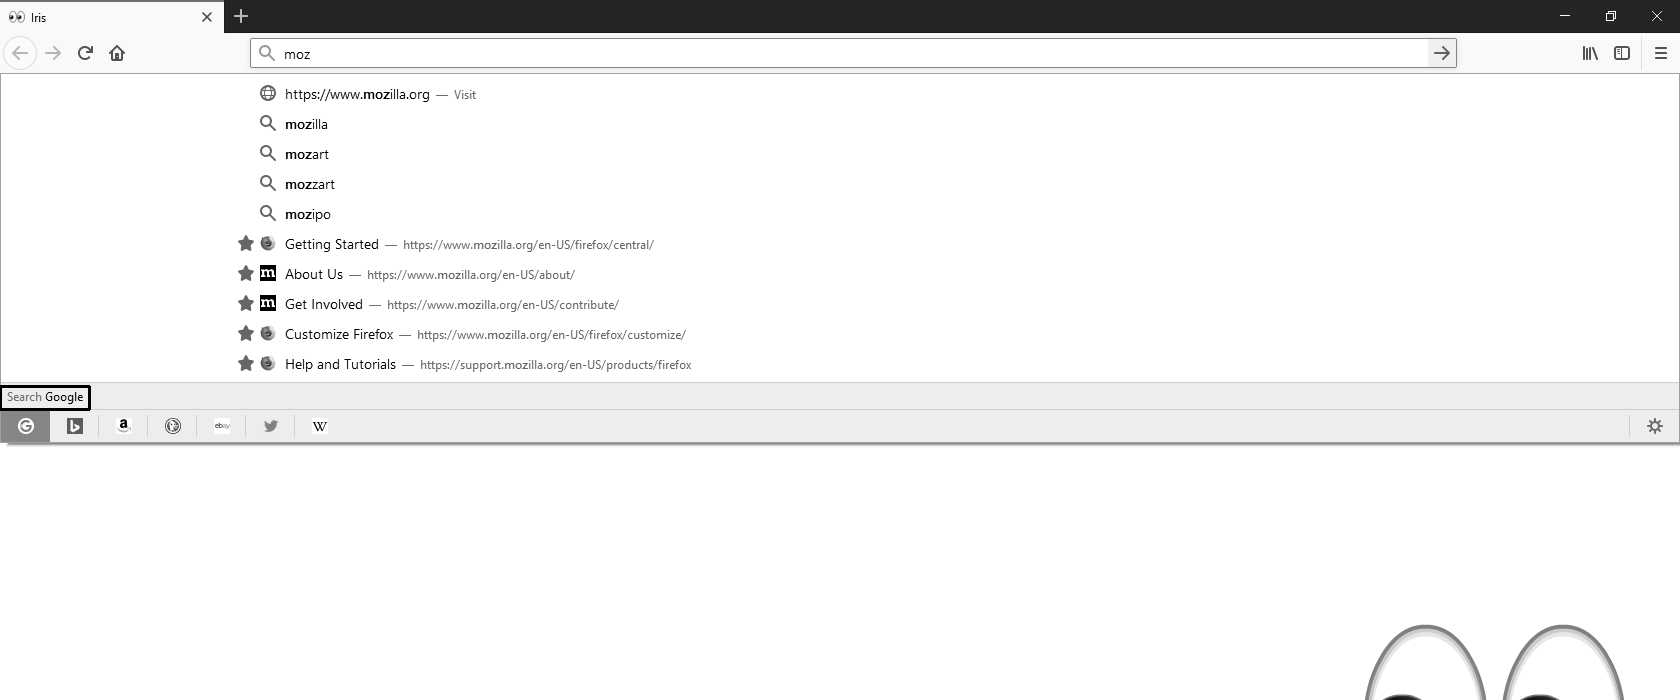 Iris
moz
https://www.mozilla.org — Visit
mozilla
mozart
mozzart
mozipo
Getting Started — https://www.mozilla.org/en-US/firefox/central/
m About Us — https://www.mozilla.org/en-US/about/
m Get Involved — https://www.mozilla.org/en-US/contribute/
Customize Firefox — https://www.mozilla.org/en-US/firefox/customize/
Help and Tutorials — https://support.mozilla.org/en-US/products/firefox
Search Google
G b a ebay W